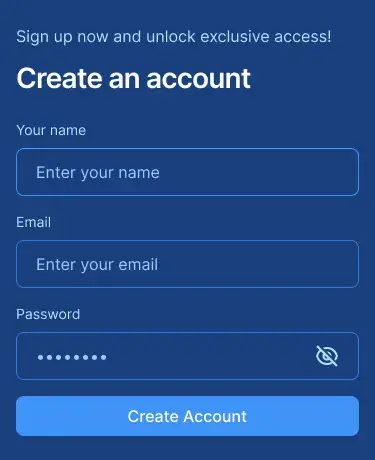 Sign up now and unlock exclusive access!
Create an account
Your name
Enter your name
Email
Enter your email
Password
••••••••
Create Account